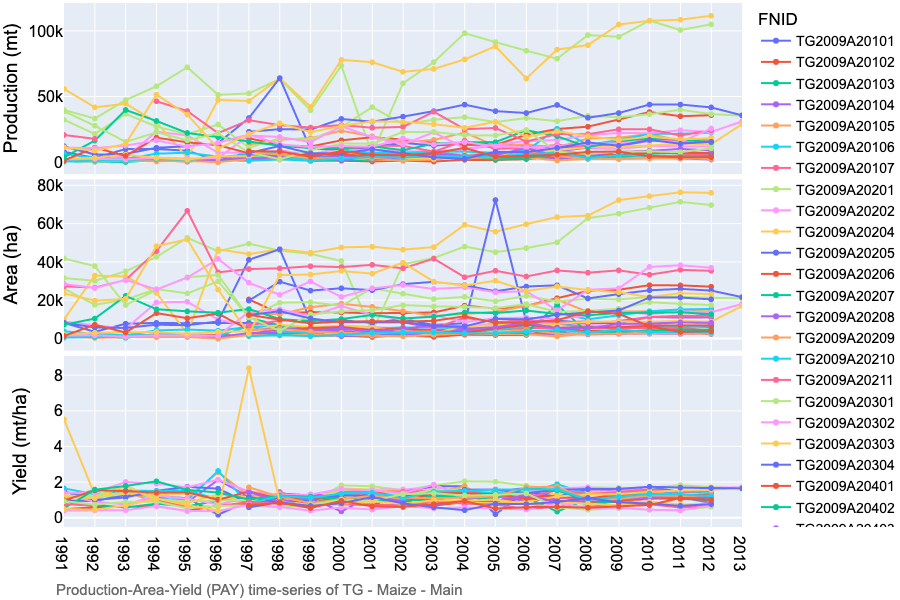 Production (mt)
100k
50k
0
Area (ha)
80k
60k
40k
20k
0
Yield (mt/ha)
8
6
4
2
0
1991
1992
1993
1994
1995
1996
1997
1998
1999
2000
2001
2002
2003
2004
2005
2006
2007
2008
2009
2010
2011
2012
2013
Production-Area-Yield (PAY) time-series of TG - Maize - Main
FNID
TG2009A20101
TG2009A20102
TG2009A20103
TG2009A20104
TG2009A20105
TG2009A20106
TG2009A20107
TG2009A20201
TG2009A20202
TG2009A20204
TG2009A20205
TG2009A20206
TG2009A20207
TG2009A20208
TG2009A20209
TG2009A20210
TG2009A20211
TG2009A20301
TG2009A20302
TG2009A20303
TG2009A20304
TG2009A20401
TG2009A20402